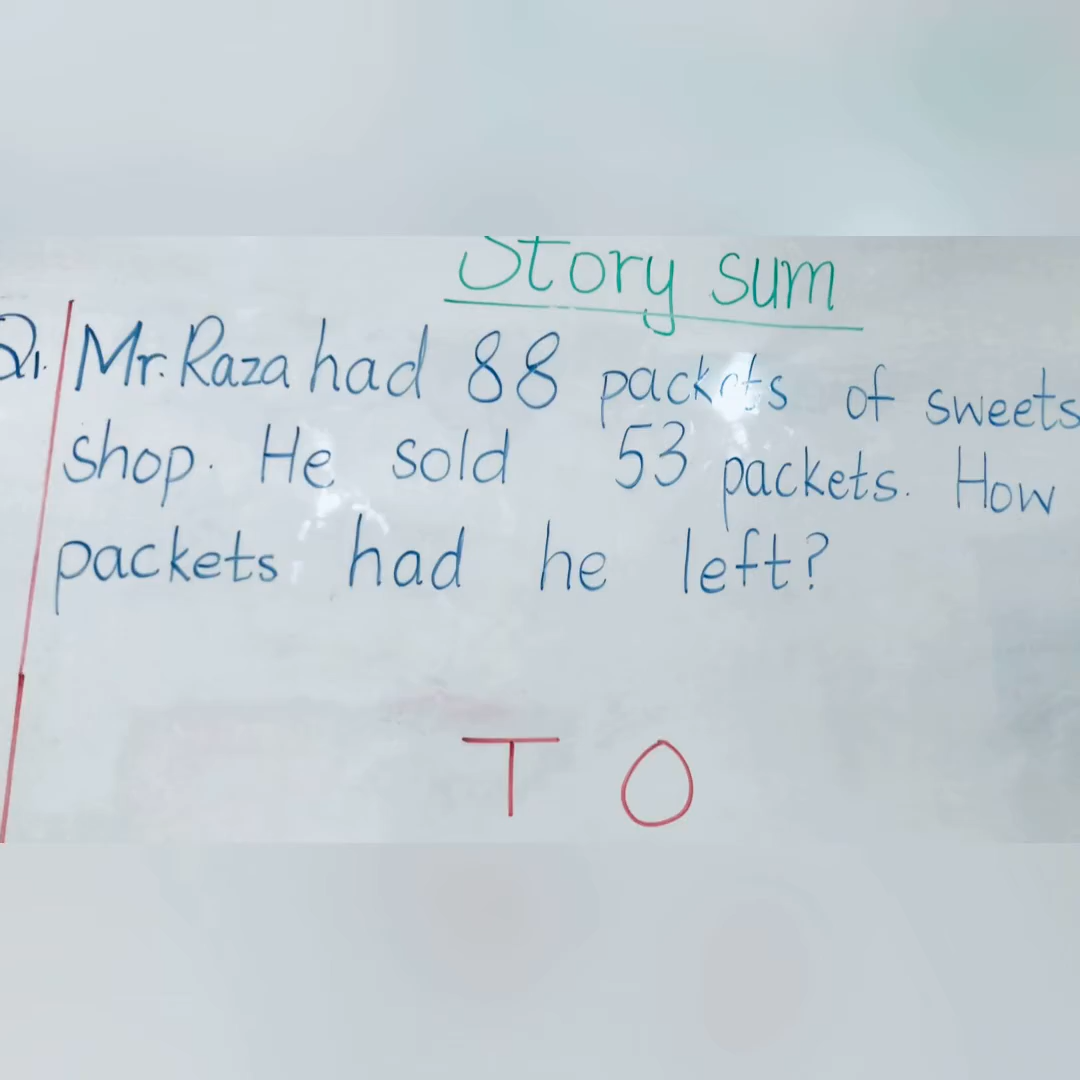 Story sum
Q1. Mr. Raza had 88 packets of sweets
shop. He sold 53 packets. How
packets had he left?
T O